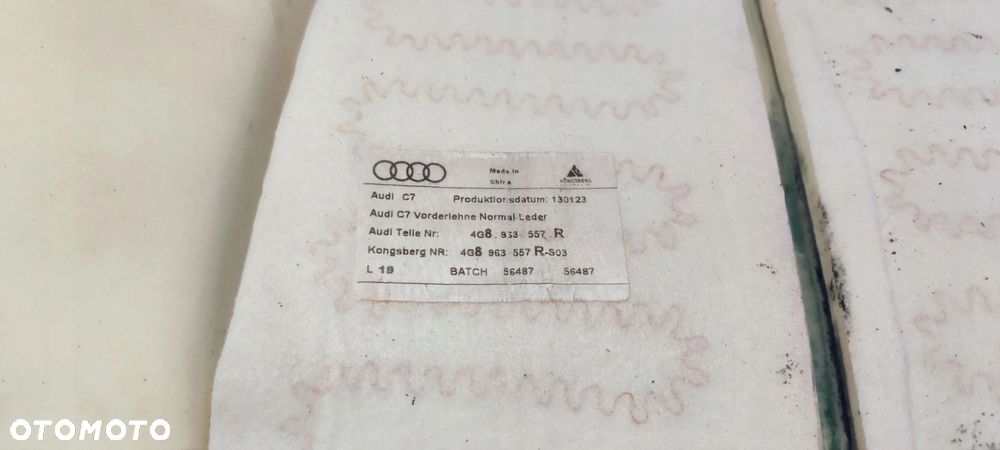 Made in
China
KONGSBERG
Audi C7 Produktionsdatum: 130123
Audi C7 Vorderlehne Normal Leder
Audi Teile Nr: 4G8 963 557 R
Kongsberg NR: 4G8 963 557 R-S03
L 19 BATCH 56487 56487
OTOMOTO